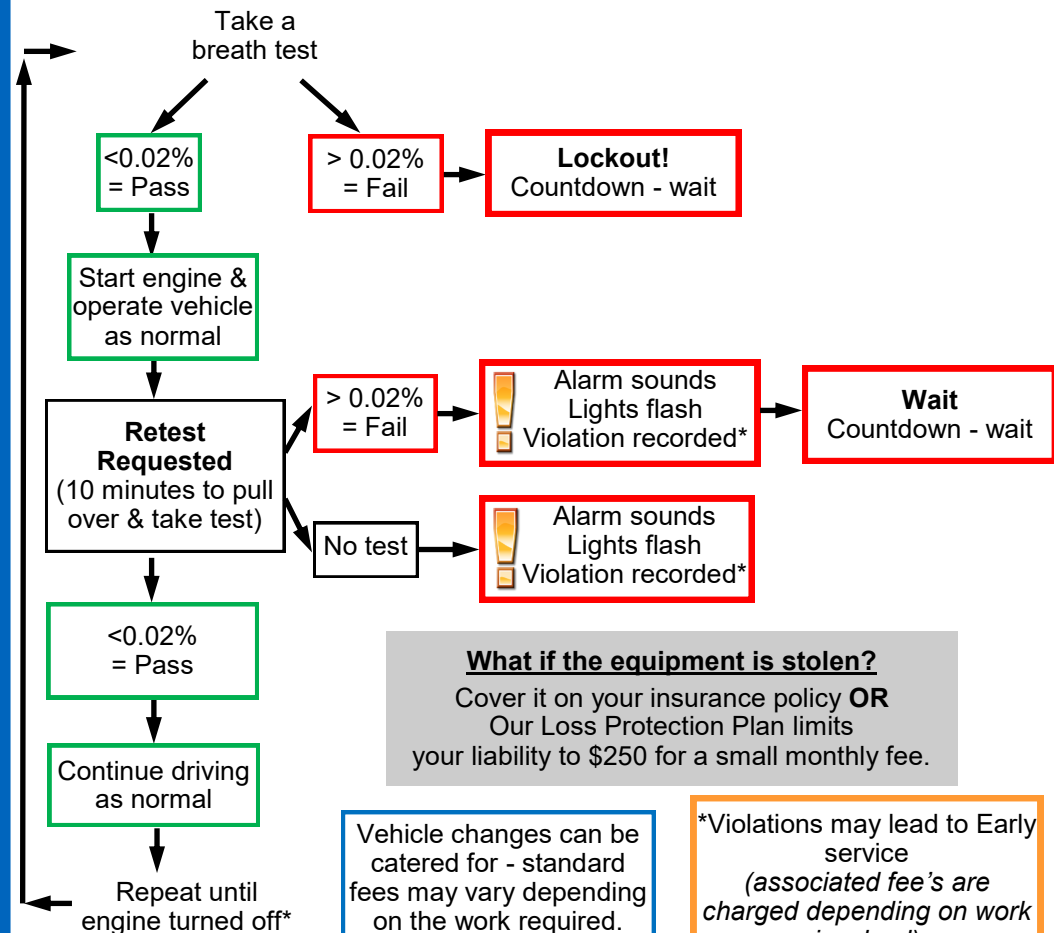 Take a
breath test
<0.02%
= Pass
> 0.02%
= Fail
Lockout!
Countdown - wait
Start engine &
operate vehicle
as normal
Retest
Requested
(10 minutes to pull
over & take test)
> 0.02%
= Fail
Alarm sounds
Lights flash
Violation recorded*
Wait
Countdown - wait
No test
Alarm sounds
Lights flash
Violation recorded*
<0.02%
= Pass
What if the equipment is stolen?
Cover it on your insurance policy OR
Our Loss Protection Plan limits
your liability to $250 for a small monthly fee.
Continue driving
as normal
Repeat until
engine turned off*
Vehicle changes can be
catered for - standard
fees may vary depending
on the work required.
*Violations may lead to Early
service
(associated fee's are
charged depending on work